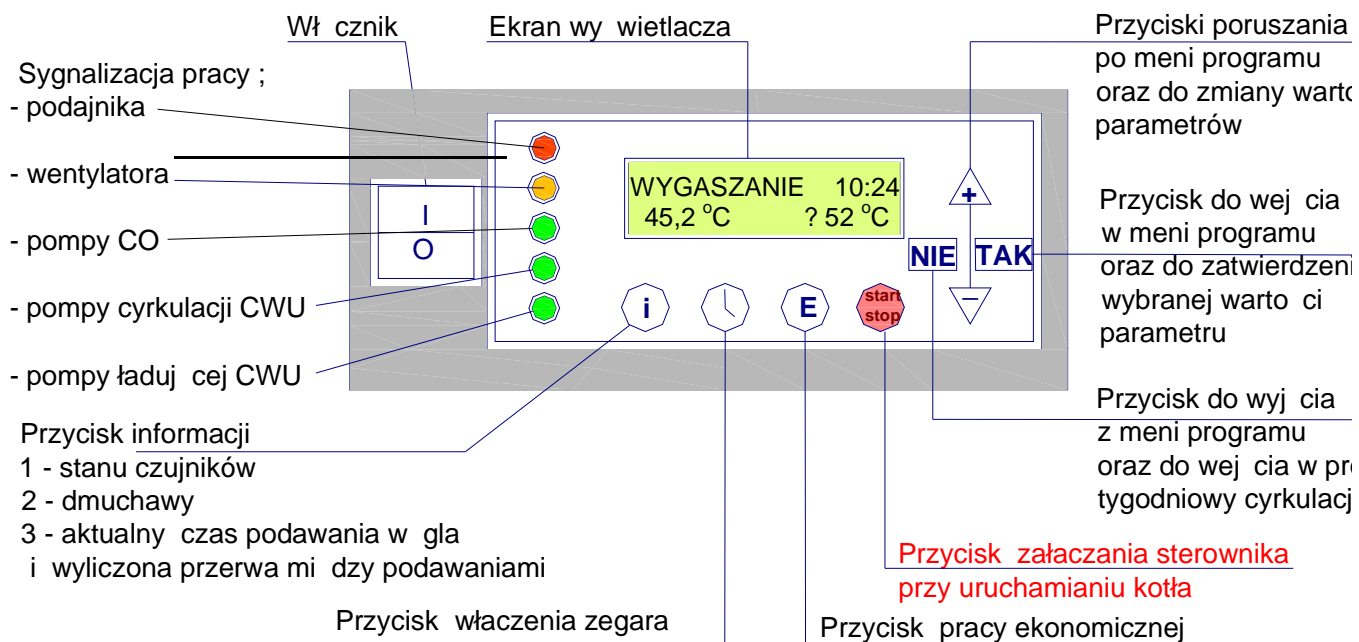 Wł cznik
Ekran wy wietlacza
Przyciski poruszania
po meni programu
oraz do zmiany warto
parametrów
Sygnalizacja pracy ;
- podajnika
- wentylatora
- pompy CO
- pompy cyrkulacji CWU
- pompy ładuj cej CWU
I
O
WYGASZANIE 10:24
45,2 °C ? 52 °C
+
NIE TAK
–
i
E
start
stop
Przycisk do wej cia
w meni programu
oraz do zatwierdzeni
wybranej warto ci
parametru
Przycisk do wyj cia
z meni programu
oraz do wej cia w pr
tygodniowy cyrkulacj
Przycisk informacji
1 - stanu czujników
2 - dmuchawy
3 - aktualny czas podawania w gla
i wyliczona przerwa mi dzy podawaniami
Przycisk załaczania sterownika
przy uruchamianiu kotła
Przycisk właczenia zegara
Przycisk pracy ekonomicznej